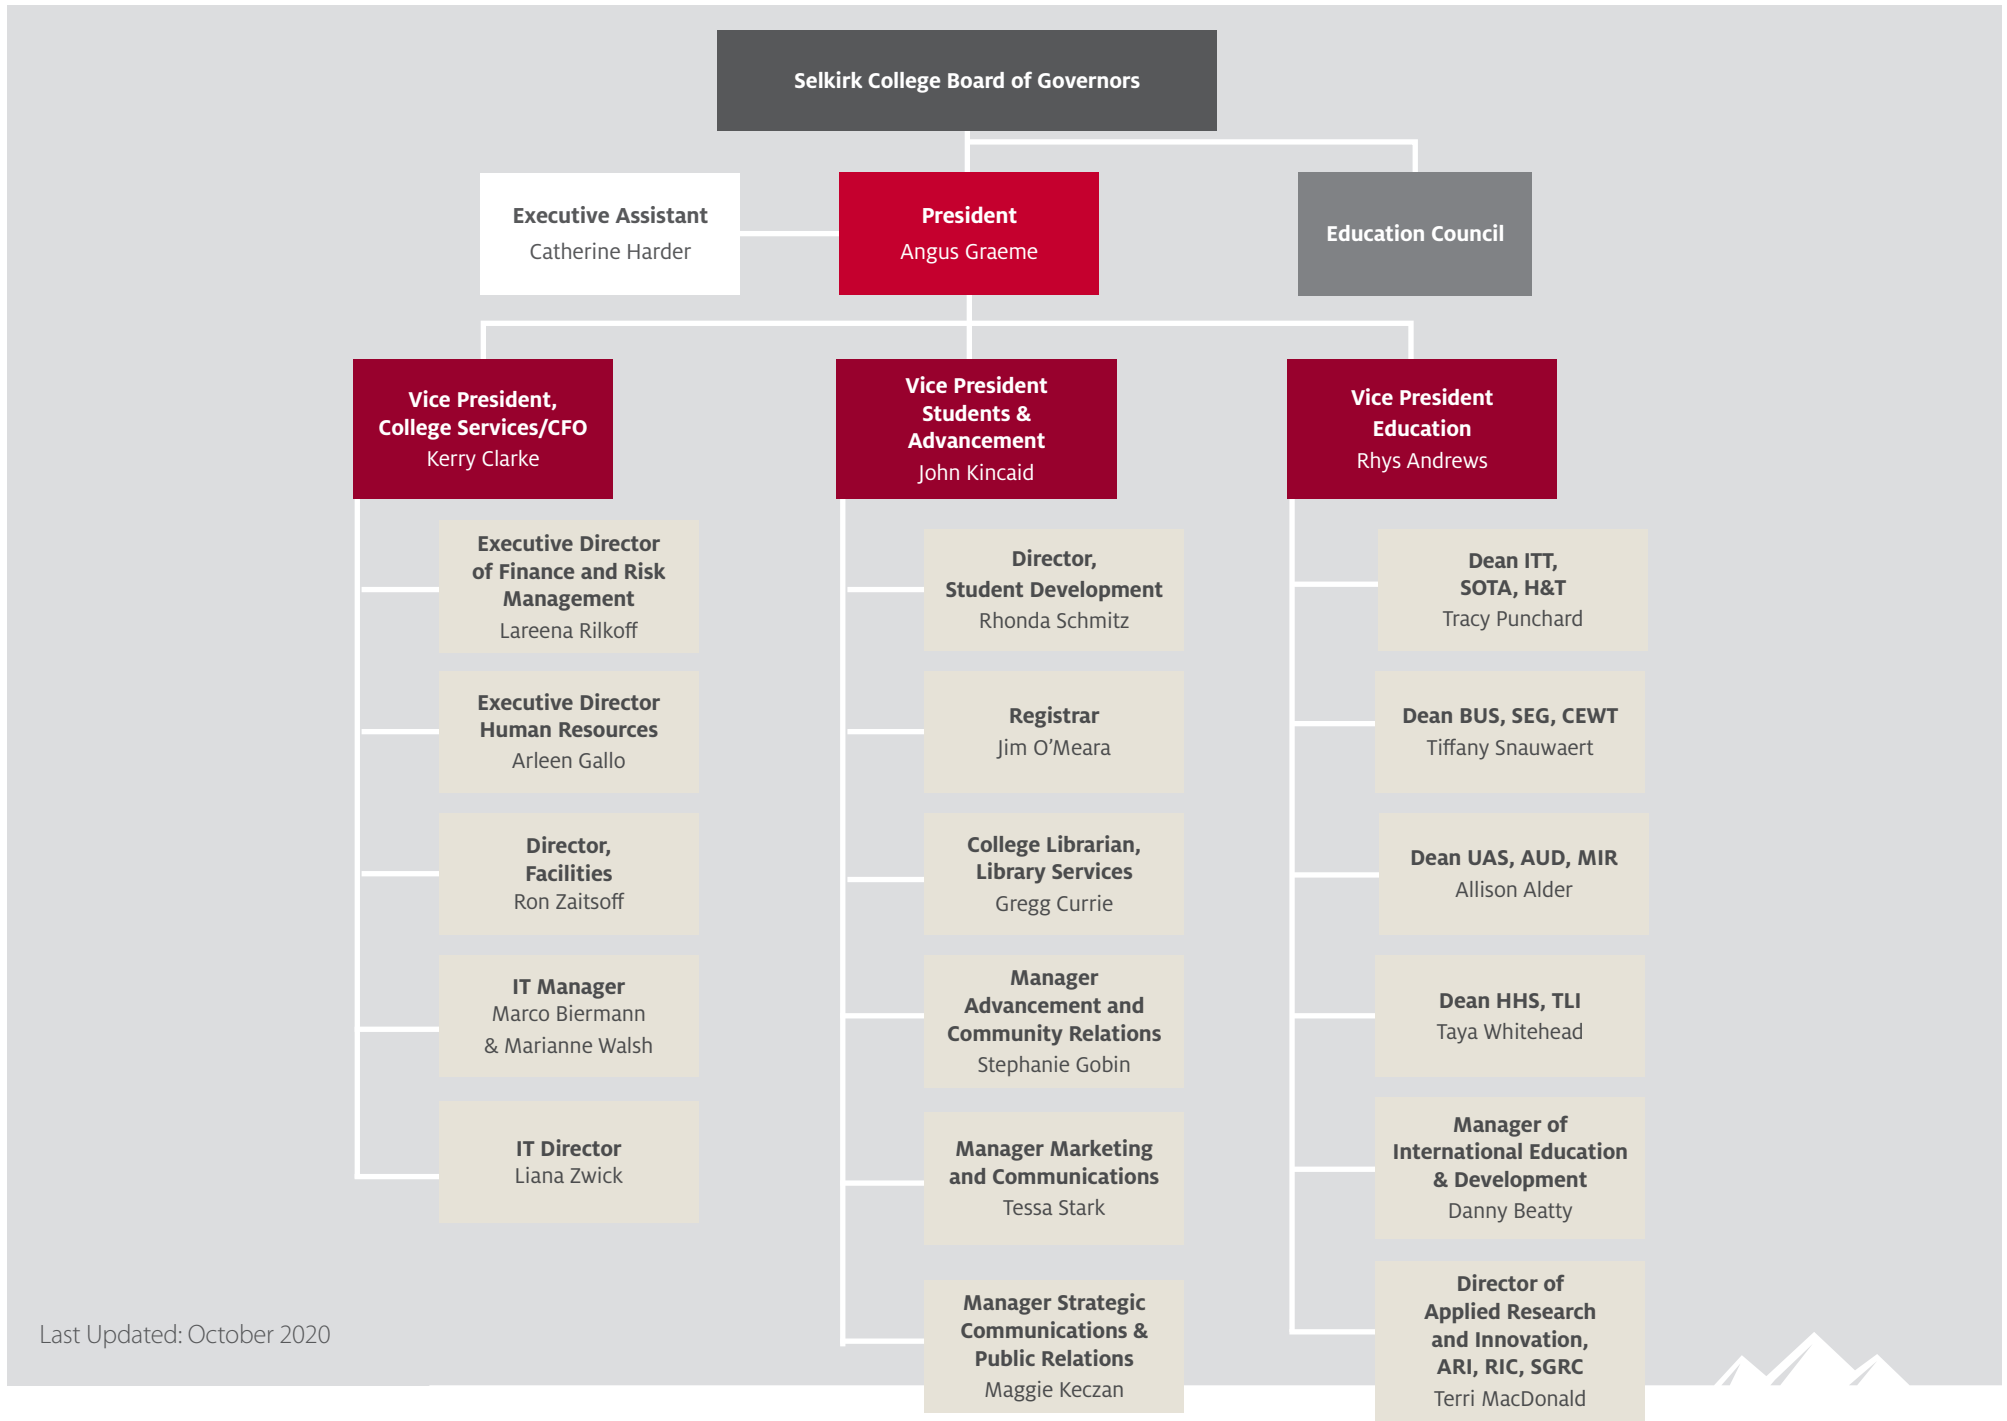 Selkirk College Board of Governors
Executive Assistant
Catherine Harder
President
Angus Graeme
Education Council
Vice President,
College Services/CFO
Kerry Clarke
Vice President
Students &
Advancement
John Kincaid
Vice President
Education
Rhys Andrews
Executive Director
of Finance and Risk
Management
Lareena Rilkoff
Executive Director
Human Resources
Arleen Gallo
Director,
Facilities
Ron Zaitsoff
IT Manager
Marco Biermann
& Marianne Walsh
IT Director
Liana Zwick
Director,
Student Development
Rhonda Schmitz
Registrar
Jim O’Meara
College Librarian,
Library Services
Gregg Currie
Manager
Advancement and
Community Relations
Stephanie Gobin
Manager Marketing
and Communications
Tessa Stark
Manager Strategic
Communications &
Public Relations
Maggie Keczan
Dean ITT,
SOTA, H&T
Tracy Punchard
Dean BUS, SEG, CEWT
Tiffany Snauwaert
Dean UAS, AUD, MIR
Allison Alder
Dean HHS, TLI
Taya Whitehead
Manager of
International Education
& Development
Danny Beatty
Director of
Applied Research
and Innovation,
ARI, RIC, SGRC
Terri MacDonald
Last Updated: October 2020